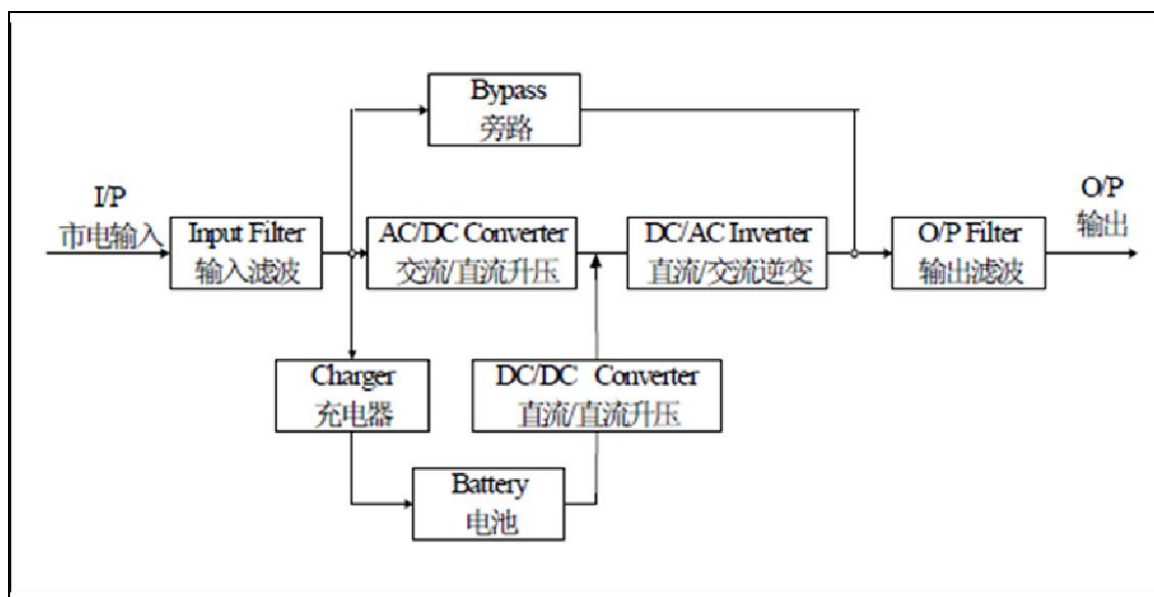 Bypass
旁路
I/P
市电输入
Input Filter
输入滤波
AC/DC Converter
交流/直流升压
DC/AC Inverter
直流/交流逆变
O/P Filter
输出滤波
O/P
输出
Charger
充电器
DC/DC Converter
直流/直流升压
Battery
电池